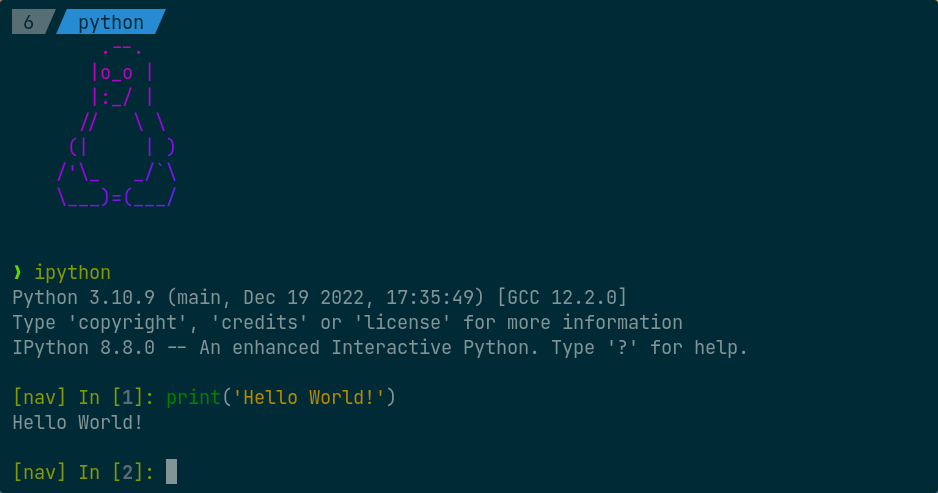 6 python
.--.
|o_o |
|:_/ |
//   \ \
(|     | )
/'\_   _/`\
\___)=(___/
❯ ipython
Python 3.10.9 (main, Dec 19 2022, 17:35:49) [GCC 12.2.0]
Type 'copyright', 'credits' or 'license' for more information
IPython 8.8.0 -- An enhanced Interactive Python. Type '?' for help.
[nav] In [1]: print('Hello World!')
Hello World!
[nav] In [2]: